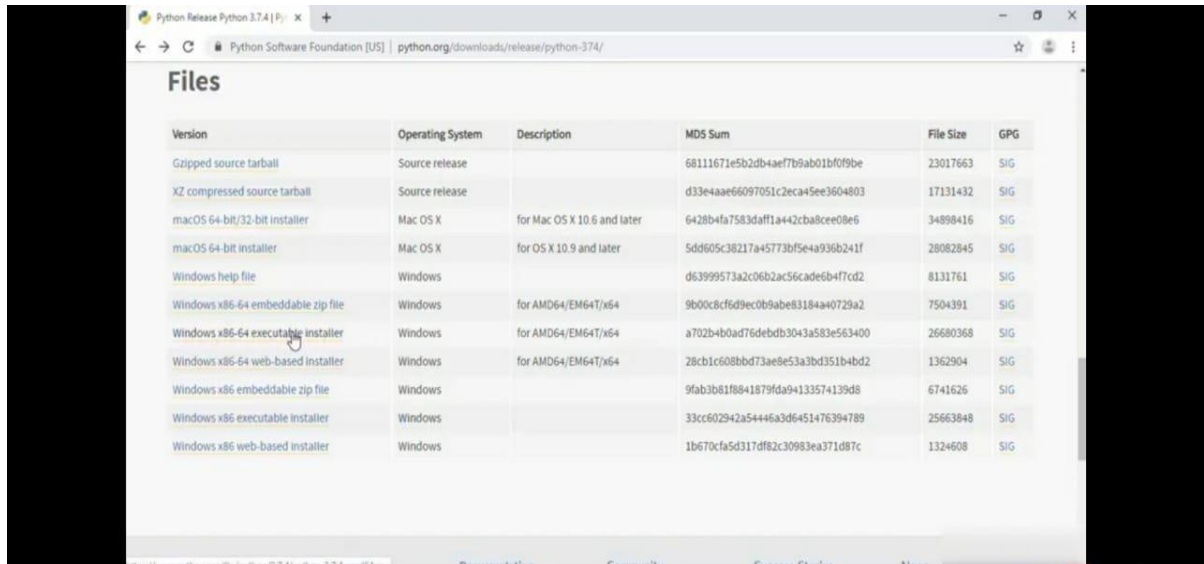 Python Release Python 3.7.4 | Py
Python Software Foundation [US] | python.org/downloads/release/python-374/
Files
Version Operating System Description MD5 Sum File Size GPG
Gzipped source tarball Source release 68111671e5b2db4aef7b9ab01bf0f9be 23017663 SIG
XZ compressed source tarball Source release d33e4aae66097051c2eca45ee3604803 17131432 SIG
macOS 64-bit/32-bit installer Mac OS X for Mac OS X 10.6 and later 6428b4fa7583daff1a442cba8cee08e6 34898416 SIG
macOS 64-bit installer Mac OS X for OS X 10.9 and later 5dd605c38217a45773bf5e4a936b241f 28082845 SIG
Windows help file Windows d63999573a2c06b2ac56cade6b4f7cd2 8131761 SIG
Windows x86-64 embeddable zip file Windows for AMD64/EM64T/x64 9b00c8cf6d9ec0b9abe83184a40729a2 7504391 SIG
Windows x86-64 executable installer Windows for AMD64/EM64T/x64 a702b4b0ad76debdb3043a583e563400 26680368 SIG
Windows x86-64 web-based installer Windows for AMD64/EM64T/x64 28cb1c608bbd73ae8e53a3bd351b4bd2 1362904 SIG
Windows x86 embeddable zip file Windows 9fab3b81f8841879fda94133574139d8 6741626 SIG
Windows x86 executable installer Windows 33cc602942a54446a3d6451476394789 25663848 SIG
Windows x86 web-based installer Windows 1b670cfa5d317df82c30983ea371d87c 1324608 SIG